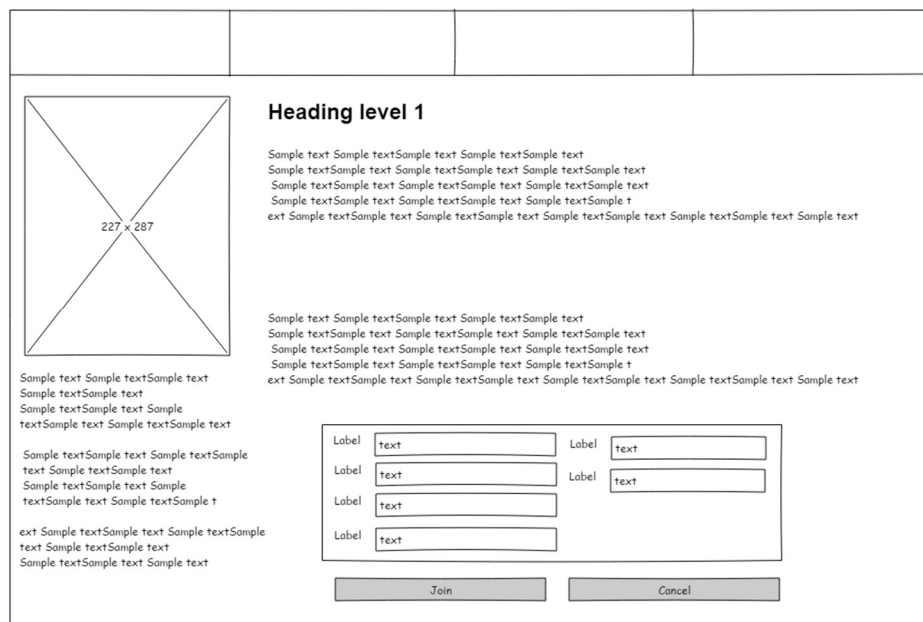 227 x 287
Sample text Sample textSample text
Sample textSample text
Sample textSample text Sample
textSample text Sample textSample text
Sample textSample text Sample textSample
text Sample textSample text
Sample textSample text Sample
textSample text Sample textSample t
ext Sample textSample text Sample textSample
text Sample textSample text
Sample textSample text Sample text
Heading level 1
Sample text Sample textSample text Sample textSample text
Sample textSample text Sample textSample text Sample textSample text
Sample textSample text Sample textSample text Sample textSample text
Sample textSample text Sample textSample text Sample textSample t
ext Sample textSample text Sample textSample text Sample textSample text Sample textSample text Sample text
Sample text Sample textSample text Sample textSample text
Sample textSample text Sample textSample text Sample textSample text
Sample textSample text Sample textSample text Sample textSample text
Sample textSample text Sample textSample text Sample textSample t
ext Sample textSample text Sample textSample text Sample textSample text Sample textSample text Sample text
Label text
Label text
Label text
Label text
Label text
Label text
Join
Cancel